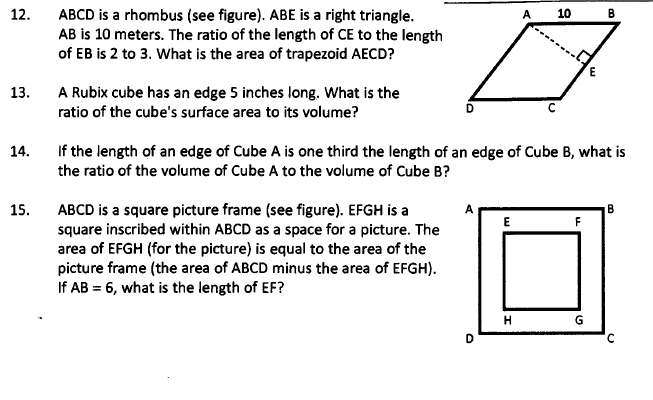 12. ABCD is a rhombus (see figure). ABE is a right triangle.
AB is 10 meters. The ratio of the length of CE to the length
of EB is 2 to 3. What is the area of trapezoid AECD?
A 10 B
E
D C
13. A Rubix cube has an edge 5 inches long. What is the
ratio of the cube's surface area to its volume?
14. If the length of an edge of Cube A is one third the length of an edge of Cube B, what is
the ratio of the volume of Cube A to the volume of Cube B?
15. ABCD is a square picture frame (see figure). EFGH is a
square inscribed within ABCD as a space for a picture. The
area of EFGH (for the picture) is equal to the area of the
picture frame (the area of ABCD minus the area of EFGH).
If AB = 6, what is the length of EF?
A B
E F
H G
D C